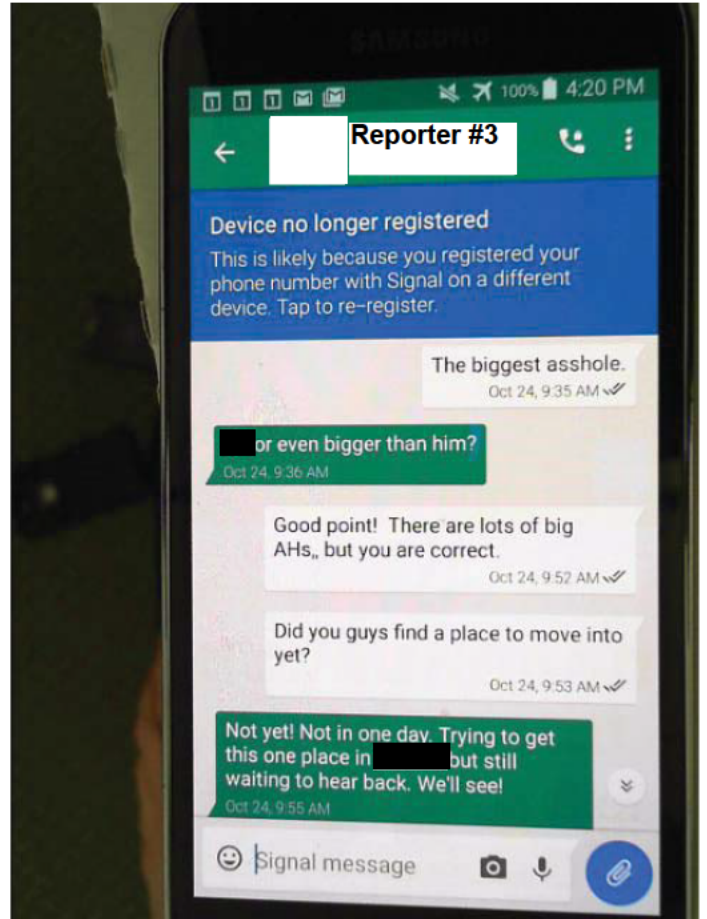 SAMSUNG
1 1 1 100% 4:20 PM
Reporter #3
Device no longer registered
This is likely because you registered your
phone number with Signal on a different
device. Tap to re-register.
The biggest asshole.
Oct 24, 9:35 AM
or even bigger than him?
Oct 24, 9:36 AM
Good point!  There are lots of big
AHs,, but you are correct.
Oct 24, 9:52 AM
Did you guys find a place to move into
yet?
Oct 24, 9:53 AM
Not yet! Not in one day. Trying to get
this one place in but still
waiting to hear back. We'll see!
Oct 24, 9:55 AM
Signal message